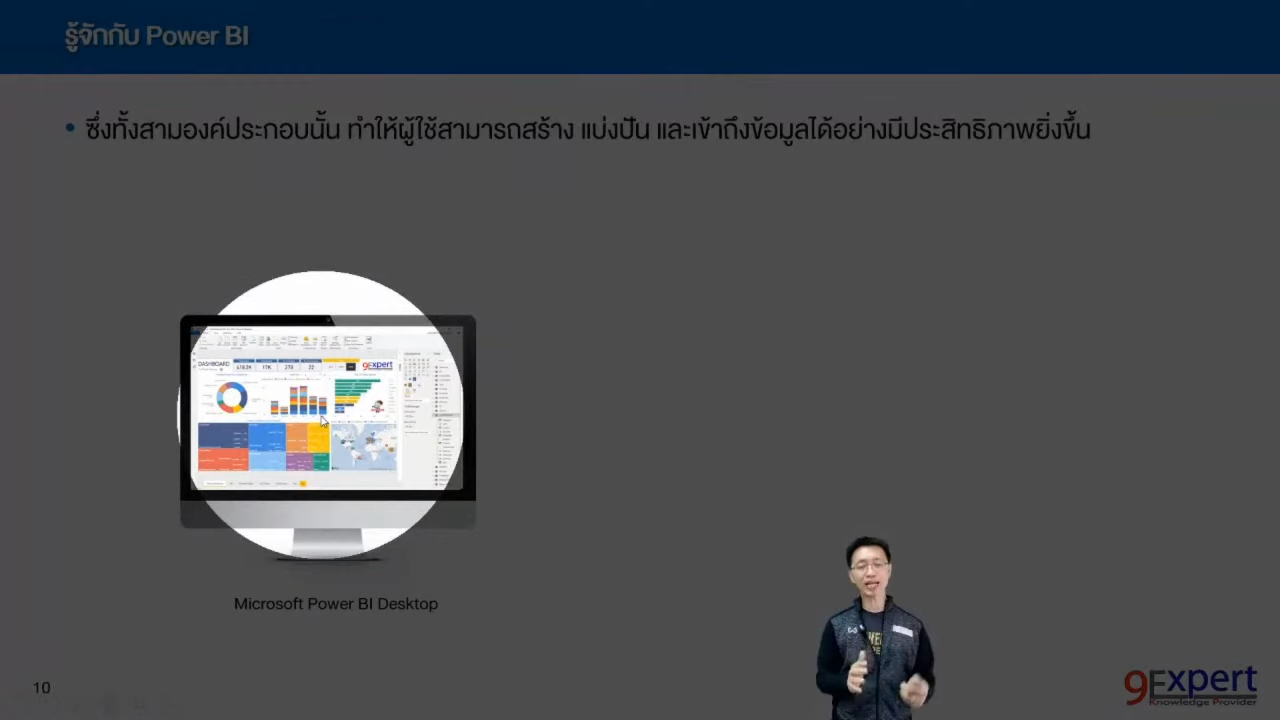 รู้จักกับ Power BI
• ซึ่งทั้งสามองค์ประกอบนั้น ทำให้ผู้ใช้สามารถสร้าง แบ่งปัน และเข้าถึงข้อมูลได้อย่างมีประสิทธิภาพยิ่งขึ้น
DASHBOARD
9Expert
Microsoft Power BI Desktop
10
9Expert
Knowledge Provider